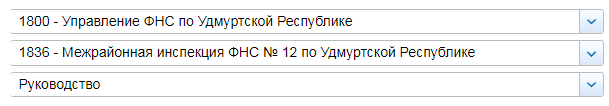 1800 - Управление ФНС по Удмуртской Республике
1836 - Межрайонная инспекция ФНС № 12 по Удмуртской Республике
Руководство